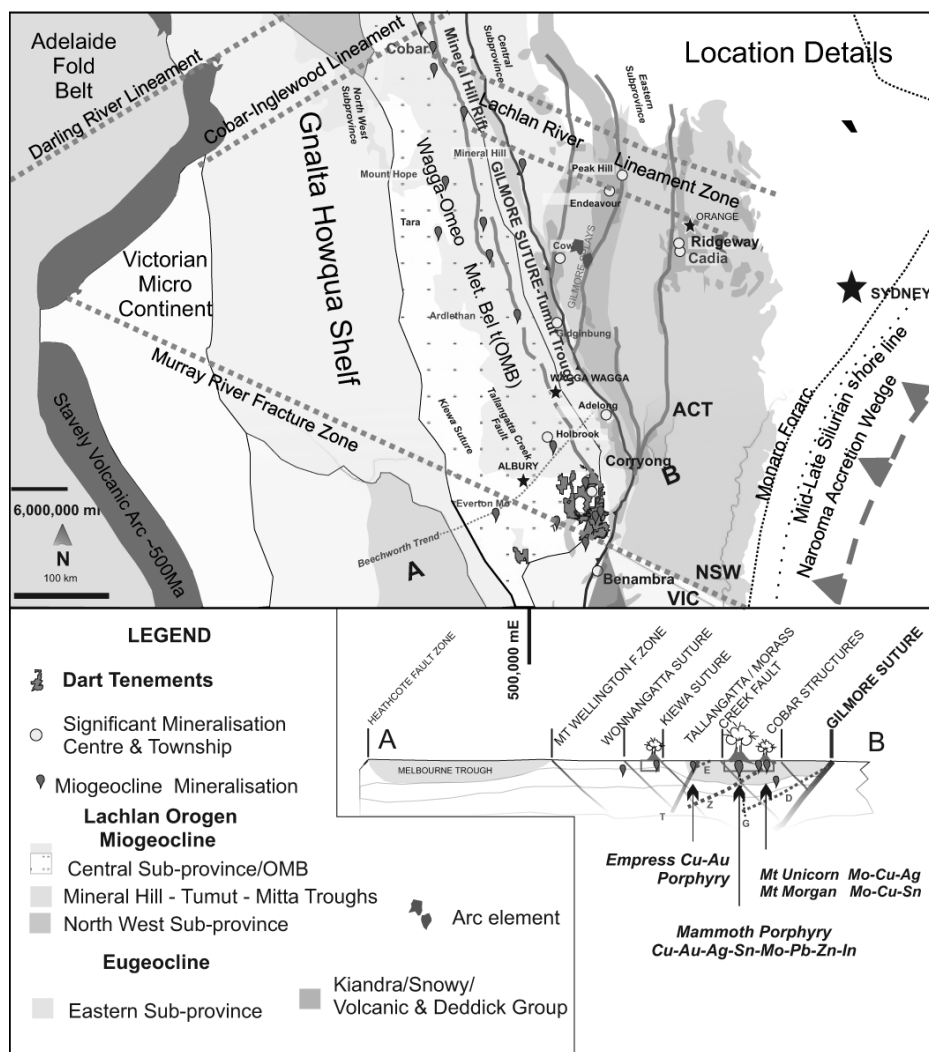 Adelaide
Fold
Belt
Darling River Lineament
Cobar-Inglewood Lineament
North West
Subprovince
Cobar
Mineral Hill Rift
Central
Subprovince
Eastern
Subprovince
Location Details
Lachlan River
Lineament Zone
Gnalta Howqua Shelf
Mount Hope
Wagga-Omeo
Met. Bel t(OMB)
Mineral Hill
GILMORE SUTURE-Tumut Trough
Peak Hill
Endeavour
ORANGE
Ridgeway
Cadia
Tara
Victorian
Micro
Continent
SYDNEY
Ardlethan
Gidginbung
Murray River Fracture Zone
Stavely Volcanic Arc ~500Ma
Kiewa Suture
Tallangatta Creek
Fault
WAGGA WAGGA
Adelong
ACT
Holbrook
Corryong
B
ALBURY
Everton Mo
Beechworth Trend
A
Monaro Forarc
Mid-Late Silurian shore line
Narooma Accretion Wedge
6,000,000 ml
N
100 km
Benambra
NSW
VIC
500,000 mE
LEGEND
Dart Tenements
Significant Mineralisation
Centre & Township
Miogeocline Mineralisation
Lachlan Orogen
Miogeocline
Central Sub-province/OMB
Mineral Hill - Tumut - Mitta Troughs
North West Sub-province
Arc element
Eugeocline
Eastern Sub-province
Kiandra/Snowy/
Volcanic & Deddick Group
HEATHCOTE FAULT ZONE
MT WELLINGTON F.ZONE
WONNANGATTA SUTURE
KIEWA SUTURE
TALLANGATTA / MORASS
CREEK FAULT
COBAR STRUCTURES
GILMORE SUTURE
A
B
MELBOURNE TROUGH
E
T
Z
G
D
Empress Cu-Au
Porphyry
Mt Unicorn Mo-Cu-Ag
Mt Morgan Mo-Cu-Sn
Mammoth Porphyry
Cu-Au-Ag-Sn-Mo-Pb-Zn-In